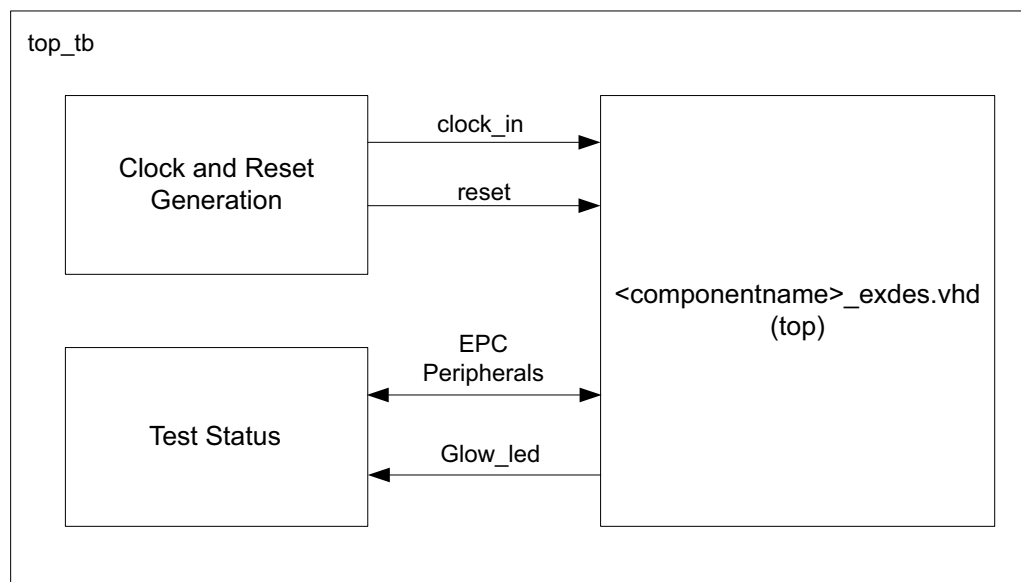 top_tb
Clock and Reset
Generation
clock_in
reset
<componentname>_exdes.vhd
(top)
EPC
Peripherals
Test Status
Glow_led